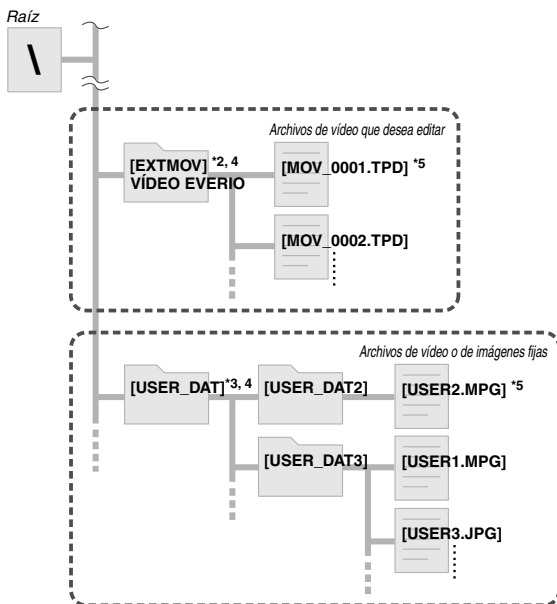 Raíz
\
Archivos de vídeo que desea editar
[EXTMOV] *2, 4
VÍDEO EVERIO
[MOV_0001.TPD] *5
[MOV_0002.TPD]
Archivos de vídeo o de imágenes fijas
[USER_DAT]*3, 4
[USER_DAT2]
[USER2.MPG] *5
[USER_DAT3]
[USER1.MPG]
[USER3.JPG]